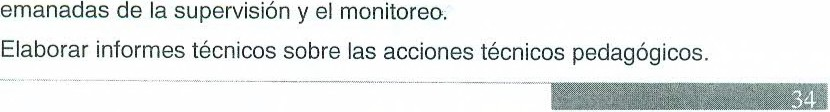 emanadas de la supervisión y el monitoreo.
Elaborar informes técnicos sobre las acciones técnicos pedagógicos.
34